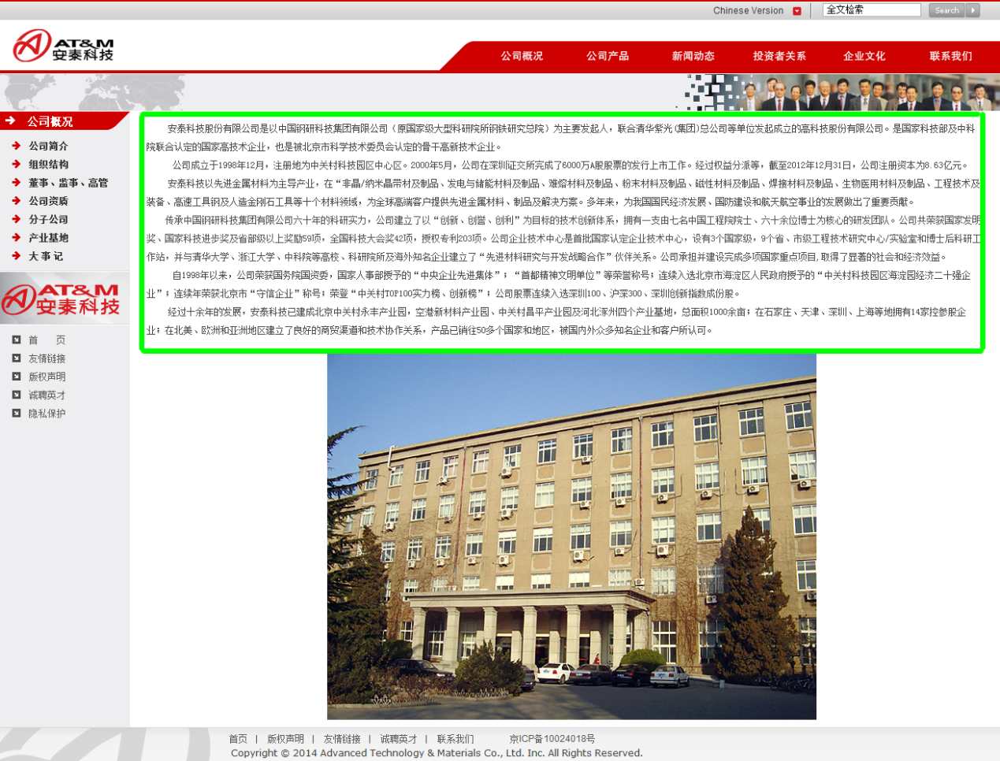 Chinese Version
全文检索
Search
AT&M
安泰科技
公司概况
公司产品
新闻动态
投资者关系
企业文化
联系我们
公司概况
公司简介
组织结构
董事、监事、高管
公司资质
分子公司
产业基地
大 事 记
AT&M
安泰科技
首 页
友情链接
版权声明
诚聘英才
隐私保护
安泰科技股份有限公司是以中国钢研科技集团有限公司（原国家级大型科研院所钢铁研究总院）为主要发起人，联合清华紫光(集团)总公司等单位发起成立的高科技股份有限公司。是国家科技部及中科
院联合认定的国家高技术企业，也是被北京市科学技术委员会认定的骨干高新技术企业。
公司成立于1998年12月，注册地为中关村科技园区中心区。2000年5月，公司在深圳证交所完成了6000万A股股票的发行上市工作。经过权益分派等，截至2012年12月31日，公司注册资本为8.63亿元。
安泰科技以先进金属材料为主导产业，在“非晶/纳米晶带材及制品、发电与储能材料及制品、难熔材料及制品、粉末材料及制品、磁性材料及制品、焊接材料及制品、生物医用材料及制品、工程技术及
装备、高速工具钢及人造金刚石工具等十个材料领域，为全球高端客户提供先进金属材料、制品及解决方案。多年来，为我国国民经济发展、国防建设和航天航空事业的发展做出了重要贡献。
传承中国钢研科技集团有限公司六十年的科研实力，公司建立了以“创新、创誉、创利”为目标的技术创新体系，拥有一支由七名中国工程院院士、六十余位博士为核心的研发团队。公司共荣获国家发明
奖、国家科技进步奖及省部级以上奖励59项，全国科技大会奖42项，授权专利203项。公司企业技术中心是首批国家认定企业技术中心，设有3个国家级，9个省、市级工程技术研究中心/实验室和博士后科研工
作站，并与清华大学、浙江大学、中科院等高校、科研院所及海外知名企业建立了“先进材料研究与开发战略合作”伙伴关系。公司承担并建设完成多项国家重点项目,取得了显著的社会和经济效益。
自1998年以来，公司荣获国务院国资委，国家人事部授予的“中央企业先进集体”；“首都精神文明单位”等荣誉称号；连续入选北京市海淀区人民政府授予的“中关村科技园区海淀园经济二十强企
业”；连续年荣获北京市“守信企业”称号；荣登“中关村TOP100实力榜、创新榜”；公司股票连续入选深圳100、沪深300、深圳创新指数成份股。
经过十余年的发展，安泰科技已建成北京中关村永丰产业园，空港新材料产业园、中关村昌平产业园及河北涿州四个产业基地，总面积1000余亩；在石家庄、天津、深圳、上海等地拥有14家控参股企
业；在北美、欧洲和亚洲地区建立了良好的商贸渠道和技术协作关系，产品已销往50多个国家和地区，被国内外众多知名企业和客户所认可。
首页 | 版权声明 | 友情链接 | 诚聘英才 | 联系我们 京ICP备10024018号
Copyright © 2014 Advanced Technology & Materials Co., Ltd. Inc. All Rights Reserved.